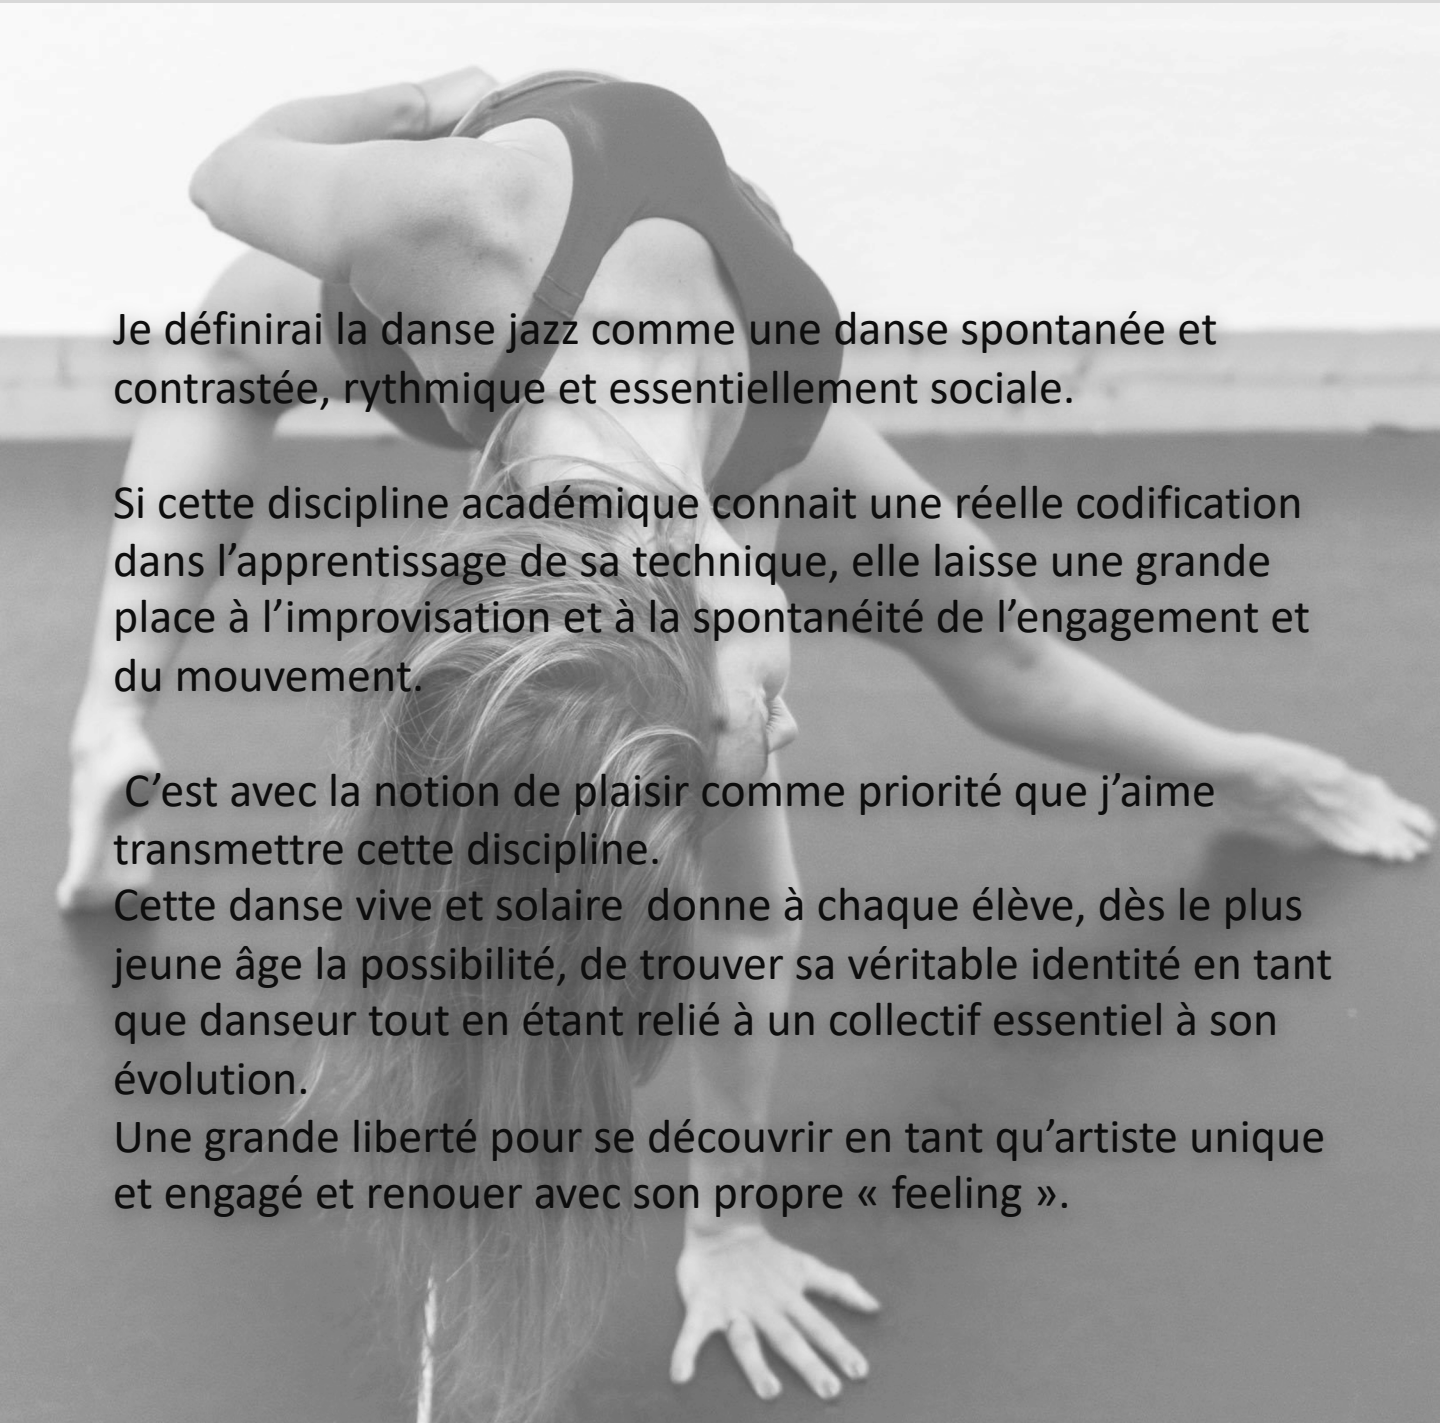 Je définirai la danse jazz comme une danse spontanée et
contrastée, rythmique et essentiellement sociale.
Si cette discipline académique connait une réelle codification
dans l’apprentissage de sa technique, elle laisse une grande
place à l’improvisation et à la spontanéité de l’engagement et
du mouvement.
C’est avec la notion de plaisir comme priorité que j’aime
transmettre cette discipline.
Cette danse vive et solaire  donne à chaque élève, dès le plus
jeune âge la possibilité, de trouver sa véritable identité en tant
que danseur tout en étant relié à un collectif essentiel à son
évolution.
Une grande liberté pour se découvrir en tant qu’artiste unique
et engagé et renouer avec son propre « feeling ».